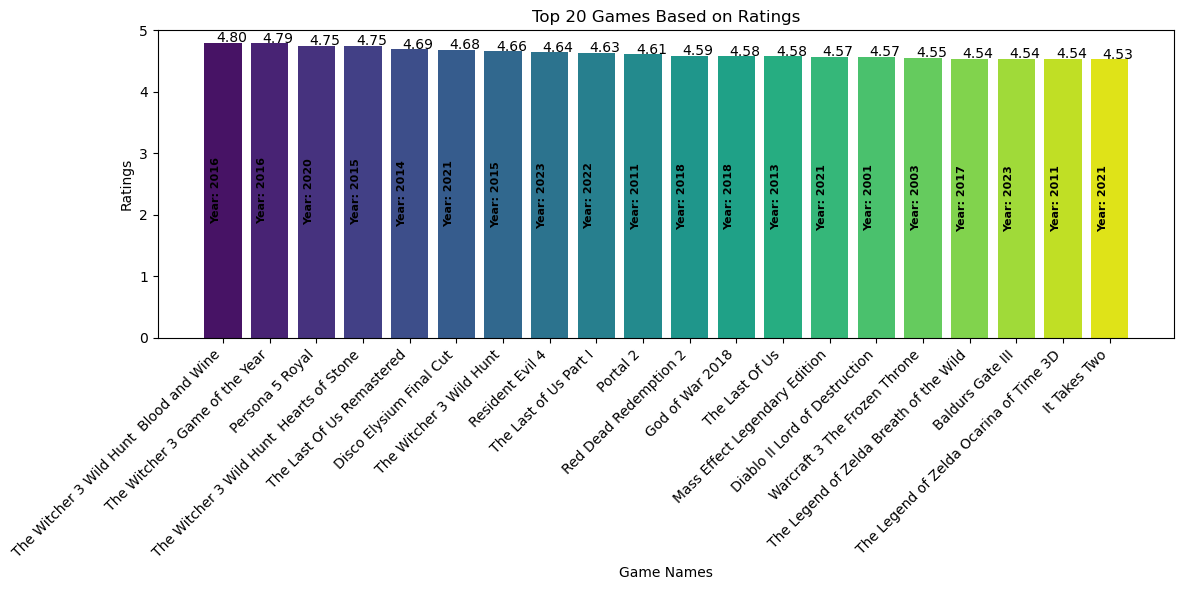 Top 20 Games Based on Ratings
Ratings
5
4
3
2
1
0
4.80
4.79
4.75
4.75
4.69
4.68
4.66
4.64
4.63
4.61
4.59
4.58
4.58
4.57
4.57
4.55
4.54
4.54
4.54
4.53
Year: 2016
Year: 2016
Year: 2020
Year: 2015
Year: 2014
Year: 2021
Year: 2015
Year: 2023
Year: 2022
Year: 2011
Year: 2018
Year: 2018
Year: 2013
Year: 2021
Year: 2001
Year: 2003
Year: 2017
Year: 2023
Year: 2011
Year: 2021
The Witcher 3 Wild Hunt  Blood and Wine
The Witcher 3 Game of the Year
Persona 5 Royal
The Witcher 3 Wild Hunt  Hearts of Stone
The Last Of Us Remastered
Disco Elysium Final Cut
The Witcher 3 Wild Hunt
Resident Evil 4
The Last of Us Part I
Portal 2
Red Dead Redemption 2
God of War 2018
The Last Of Us
Mass Effect Legendary Edition
Diablo II Lord of Destruction
Warcraft 3 The Frozen Throne
The Legend of Zelda Breath of the Wild
Baldurs Gate III
The Legend of Zelda Ocarina of Time 3D
It Takes Two
Game Names